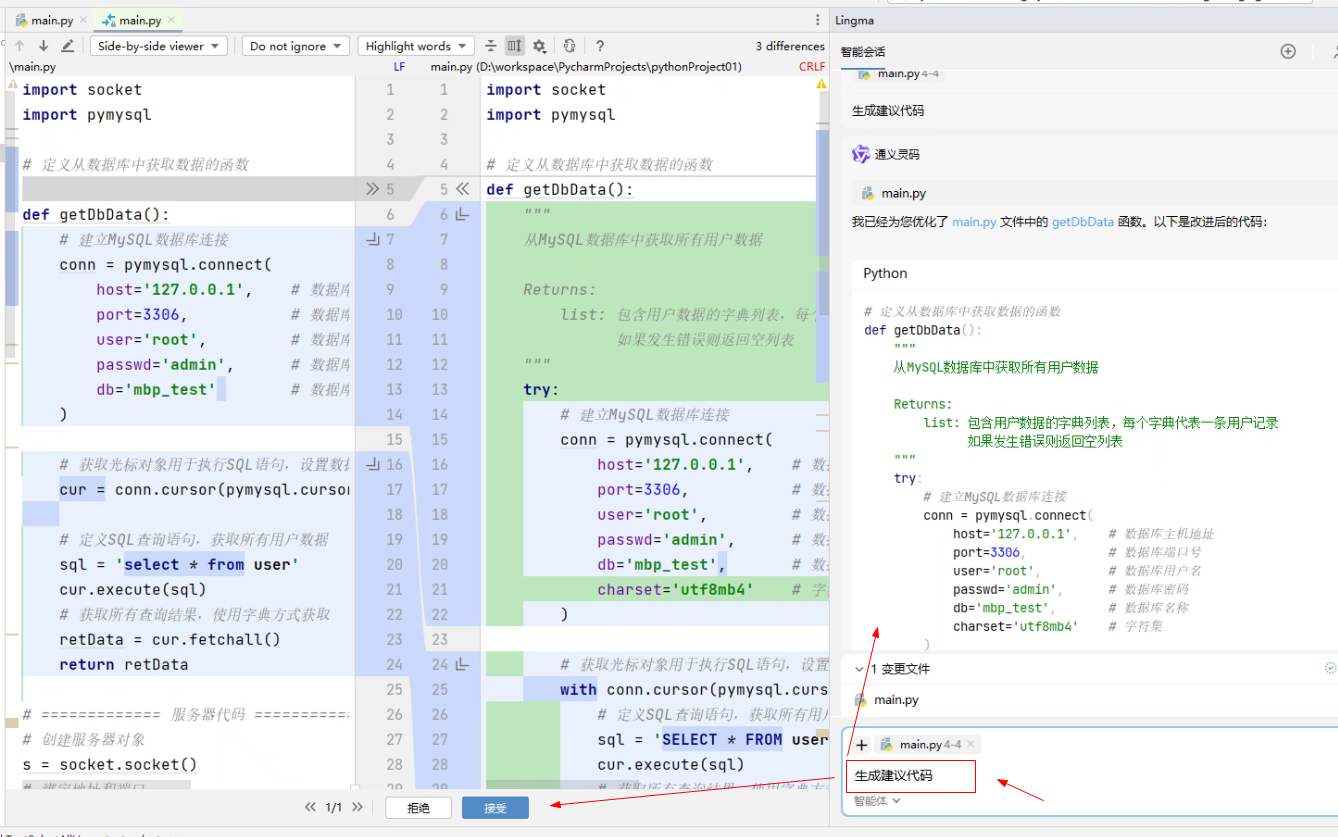 main.py
main.py
Lingma
Side-by-side viewer
Do not ignore
Highlight words
?
3 differences
智能会话
\main.py
LF
main.py (D:\workspace\PycharmProjects\pythonProject01)
CRLF
import socket
import pymysql
# 定义从数据库中获取数据的函数
def getDbData():
# 建立MySQL数据库连接
conn = pymysql.connect(
host='127.0.0.1', # 数据库
port=3306, # 数据库
user='root', # 数据库
passwd='admin', # 数据库
db='mbp_test' # 数据库
)
# 获取光标对象用于执行SQL语句，设置数据
cur = conn.cursor(pymysql.cursor
# 定义SQL查询语句，获取所有用户数据
sql = 'select * from user'
cur.execute(sql)
# 获取所有查询结果，使用字典方式获取
retData = cur.fetchall()
return retData
# ============= 服务器代码 ===========
# 创建服务器对象
s = socket.socket()
# 绑定地址和端口
1 1
2 2
3 3
4 4
5 5
6 6
7 7
8 8
9 9
10 10
11 11
12 12
13 13
14 14
15 15
16 16
17 17
18 18
19 19
20 20
21 21
22 22
23 23
24 24
25 25
26 26
27 27
28 28
29 29
import socket
import pymysql
# 定义从数据库中获取数据的函数
def getDbData():
"""
从MySQL数据库中获取所有用户数据
Returns:
list: 包含用户数据的字典列表，每个
如果发生错误则返回空列表
"""
try:
# 建立MySQL数据库连接
conn = pymysql.connect(
host='127.0.0.1', # 数据
port=3306, # 数据
user='root', # 数据
passwd='admin', # 数据
db='mbp_test', # 数据
charset='utf8mb4' # 字符
)
# 获取光标对象用于执行SQL语句，设置
with conn.cursor(pymysql.curs
# 定义SQL查询语句，获取所有用户
sql = 'SELECT * FROM user
cur.execute(sql)
# 获取所有查询结果，使用字典方式
1/1
拒绝
接受
main.py 4-4
生成建议代码
通义灵码
main.py
我已经为您优化了 main.py 文件中的 getDbData 函数。以下是改进后的代码:
Python
# 定义从数据库中获取数据的函数
def getDbData():
"""
从MySQL数据库中获取所有用户数据
Returns:
list: 包含用户数据的字典列表，每个字典代表一条用户记录
如果发生错误则返回空列表
"""
try:
# 建立MySQL数据库连接
conn = pymysql.connect(
host='127.0.0.1', # 数据库主机地址
port=3306, # 数据库端口号
user='root', # 数据库用户名
passwd='admin', # 数据库密码
db='mbp_test', # 数据库名称
charset='utf8mb4' # 字符集
)
1 变更文件
main.py
+ main.py 4-4
生成建议代码
智能体